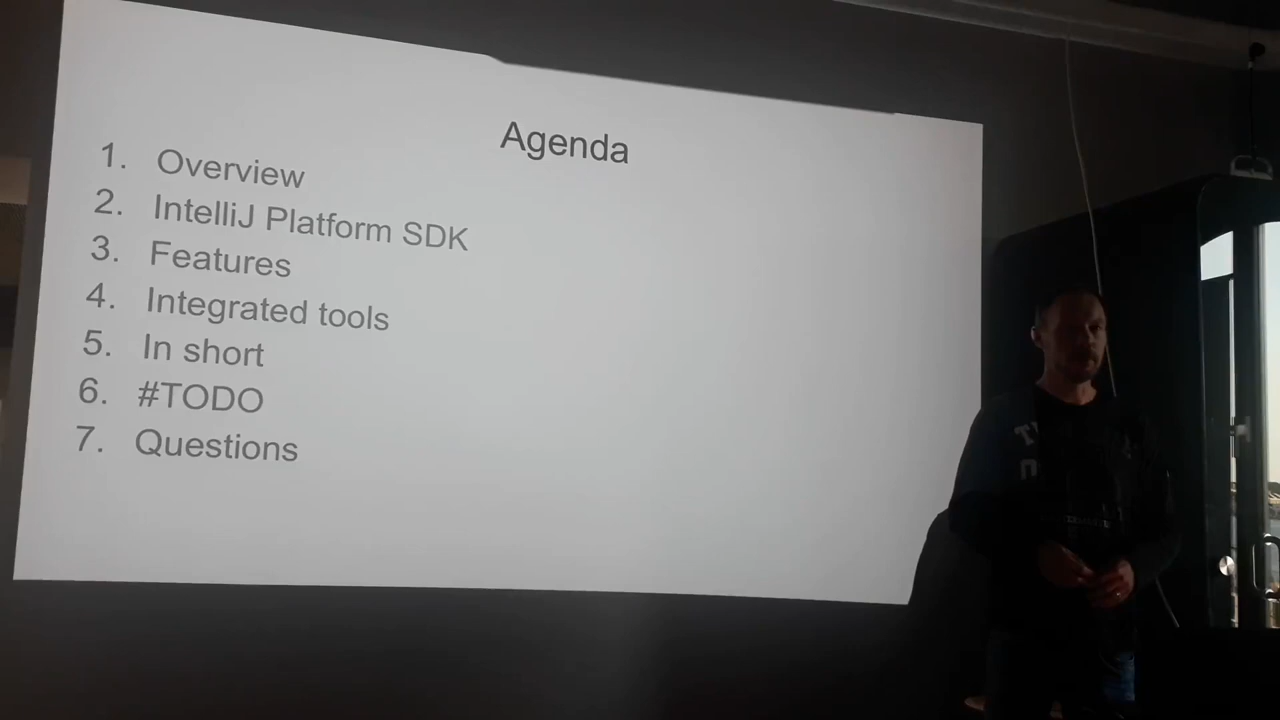 Agenda
1. Overview
2. IntelliJ Platform SDK
3. Features
4. Integrated tools
5. In short
6. #TODO
7. Questions